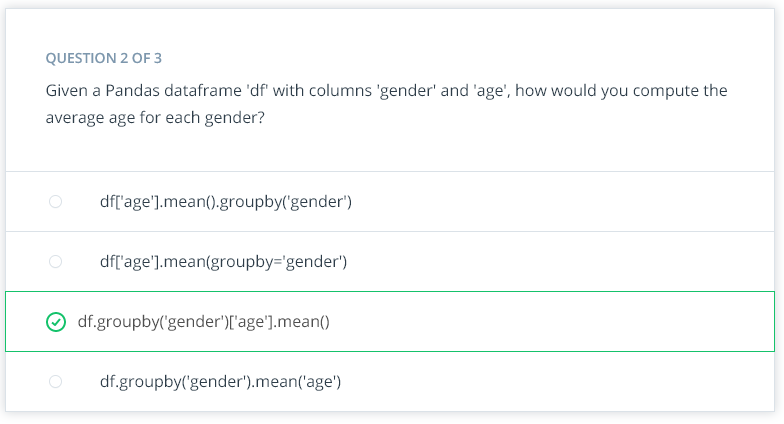 QUESTION 2 OF 3
Given a Pandas dataframe 'df' with columns 'gender' and 'age', how would you compute the
average age for each gender?
df['age'].mean().groupby('gender')
df['age'].mean(groupby='gender')
df.groupby('gender')['age'].mean()
df.groupby('gender').mean('age')